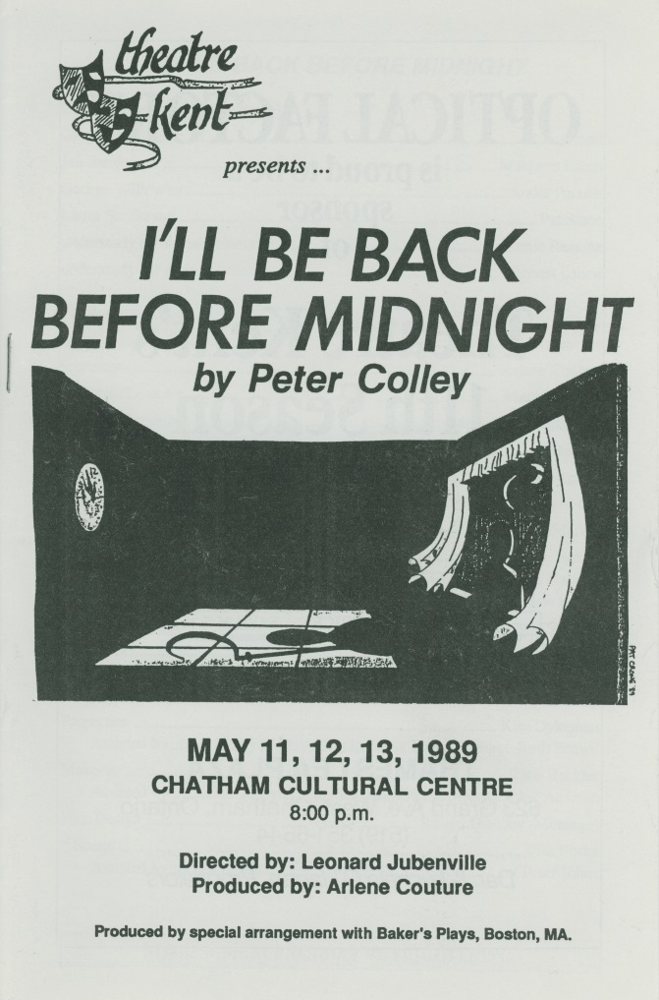 theatre
kent
presents ...
I'LL BE BACK
BEFORE MIDNIGHT
by Peter Colley
MAY 11, 12, 13, 1989
CHATHAM CULTURAL CENTRE
8:00 p.m.
Directed by: Leonard Jubenville
Produced by: Arlene Couture
Produced by special arrangement with Baker's Plays, Boston, MA.